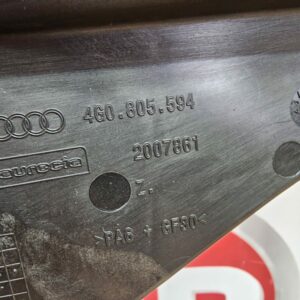 4G0.805.594
2007861
faurecia
Z.
>PA6 + GF30<